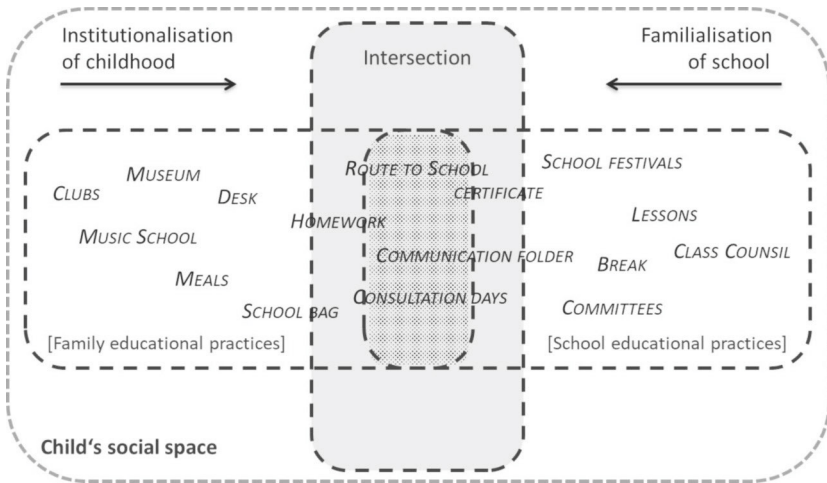 Institutionalisation
of childhood
Intersection
Familialisation
of school
ROUTE TO SCHOOL
SCHOOL FESTIVALS
MUSEUM
CLUBS
DESK
CERTIFICATE
HOMEWORK
LESSONS
MUSIC SCHOOL
COMMUNICATION FOLDER
CLASS COUNSIL
BREAK
MEALS
CONSULTATION DAYS
SCHOOL BAG
COMMITTEES
[Family educational practices]
[School educational practices]
Child's social space